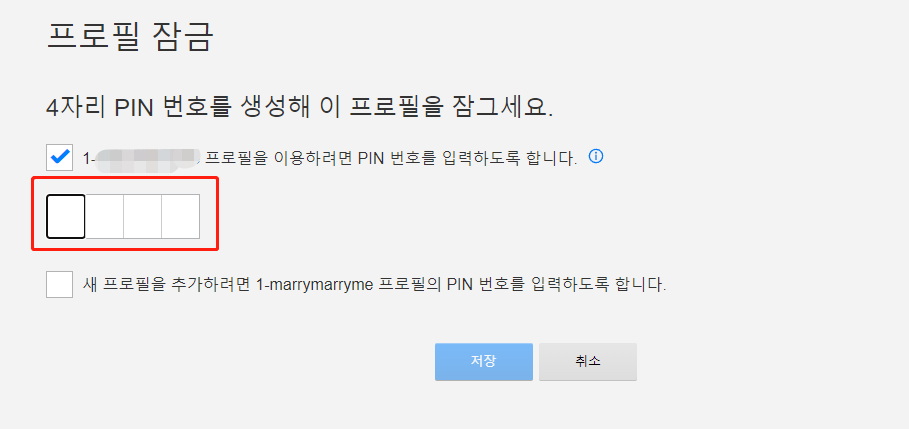 프로필 잠금
4자리 PIN 번호를 생성해 이 프로필을 잠그세요.
1- 프로필을 이용하려면 PIN 번호를 입력하도록 합니다.
새 프로필을 추가하려면 1-marrymarryme 프로필의 PIN 번호를 입력하도록 합니다.
저장 취소